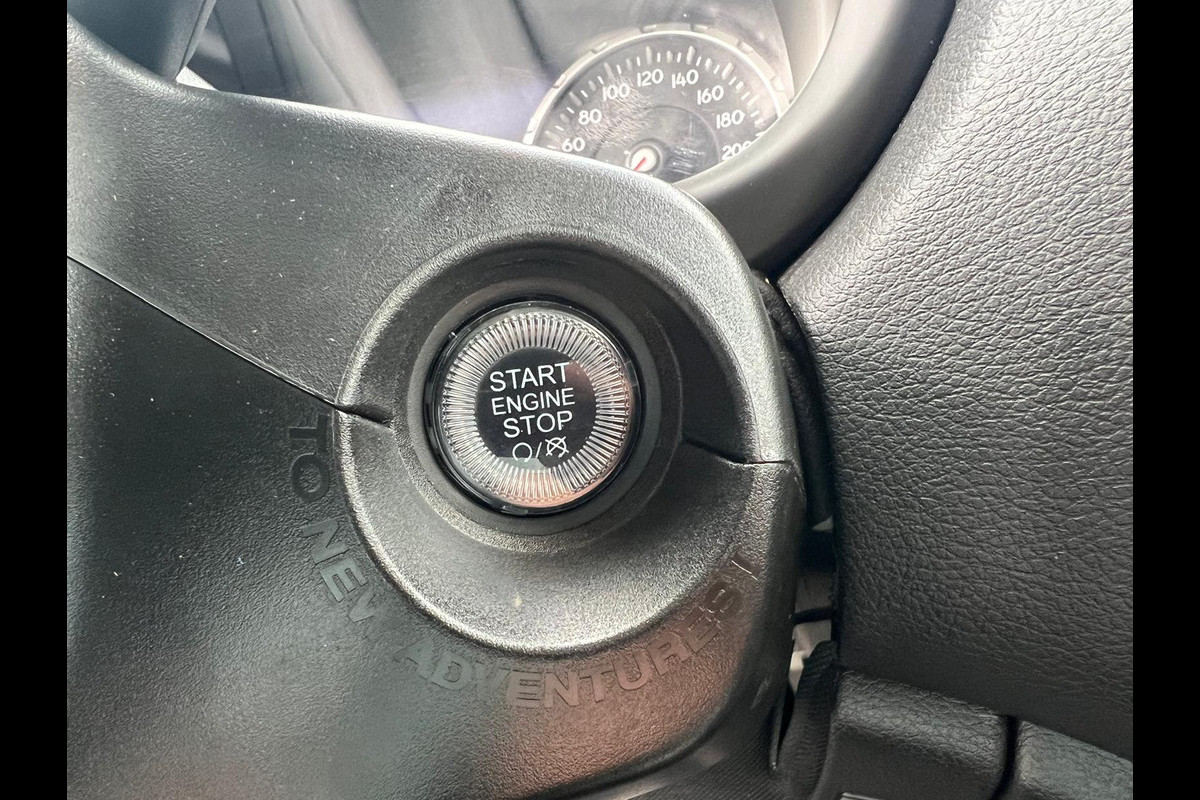 60 80 100 120 140 160 180 200
START
ENGINE
STOP
TO NEW ADVENTURES!